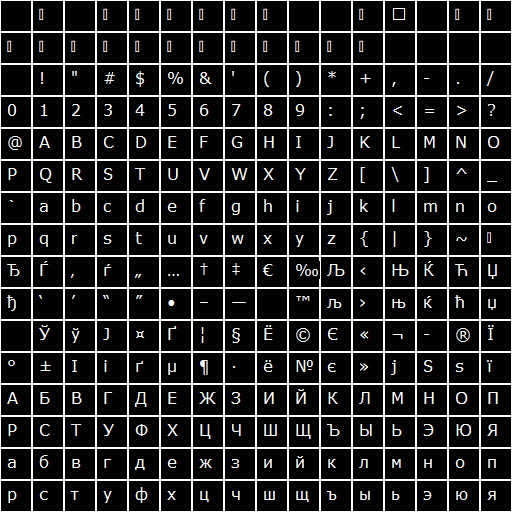 ! " # $ % & ' ( ) * + , - . /
0 1 2 3 4 5 6 7 8 9 : ; < = > ?
@ A B C D E F G H I J K L M N O
P Q R S T U V W X Y Z [ \ ] ^ _
` a b c d e f g h i j k l m n o
p q r s t u v w x y z { | } ~
Ђ Ѓ ‚ ѓ „ … † ‡ € ‰ Љ ‹ Њ Ќ Ћ Џ
ђ ‘ ’ “ ” • – — ™ љ › њ ќ ћ џ
Ў ў Ј ¤ Ґ ¦ § Ё © Є « ¬ - ® Ї
° ± І і ґ µ ¶ · ё № є » ј Ѕ ѕ ї
А Б В Г Д Е Ж З И Й К Л М Н О П
Р С Т У Ф Х Ц Ч Ш Щ Ъ Ы Ь Э Ю Я
а б в г д е ж з и й к л м н о п
р с т у ф х ц ч ш щ ъ ы ь э ю я